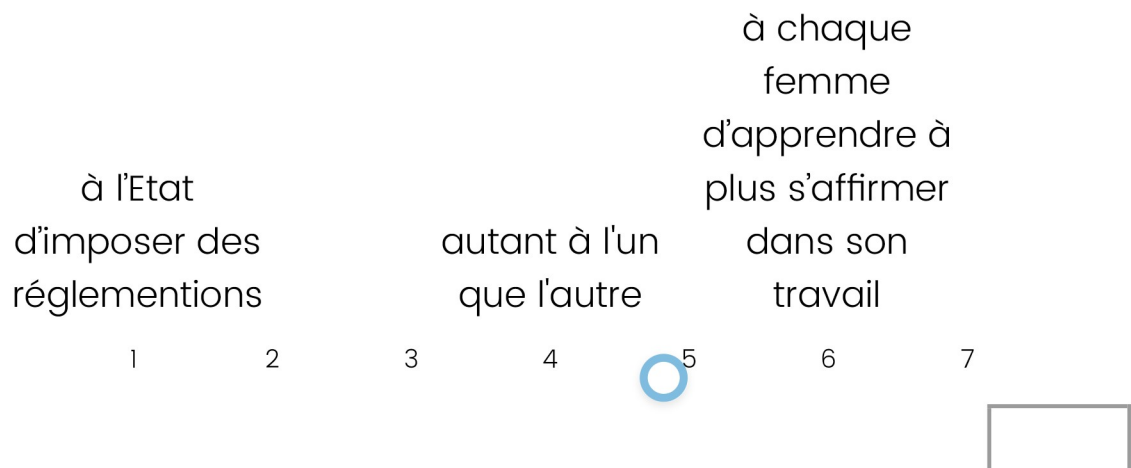 à l'Etat
d'imposer des
réglementions
autant à l'un
que l'autre
à chaque
femme
d'apprendre à
plus s'affirmer
dans son
travail
1 2 3 4 5 6 7